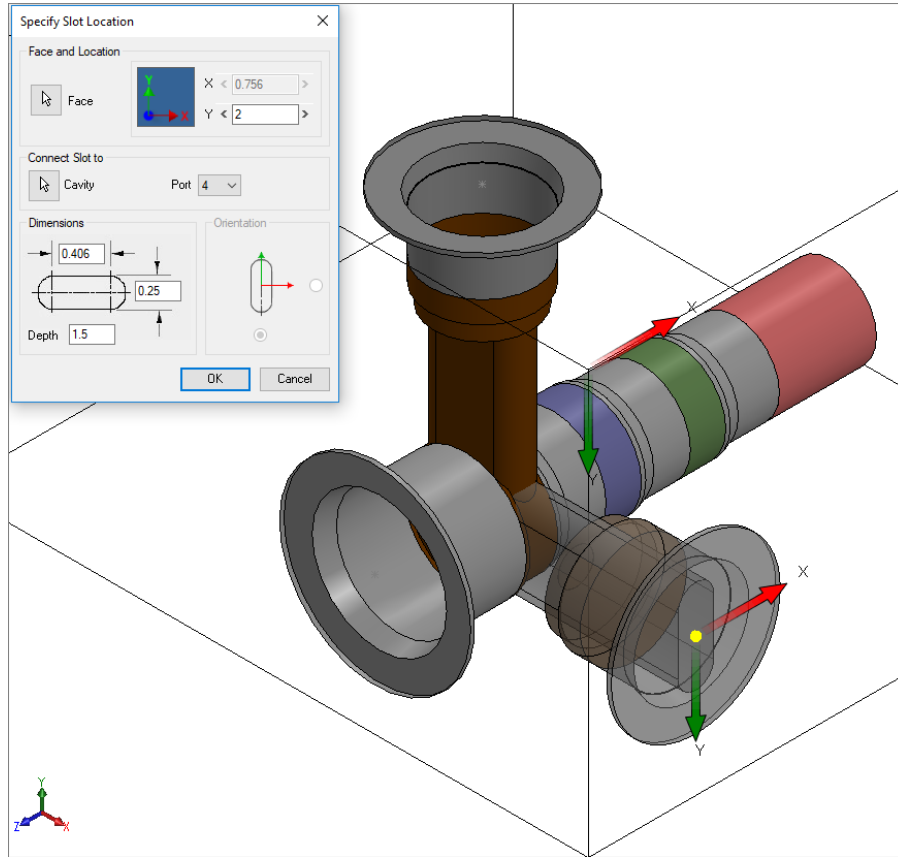 Specify Slot Location
Face and Location
Face
Y
X
X < 0.756 >
Y < 2 >
Connect Slot to
Cavity
Port 4
Dimensions
0.406
0.25
Depth 1.5
Orientation
OK
Cancel
X
Y
X
Y
Y
Z
X